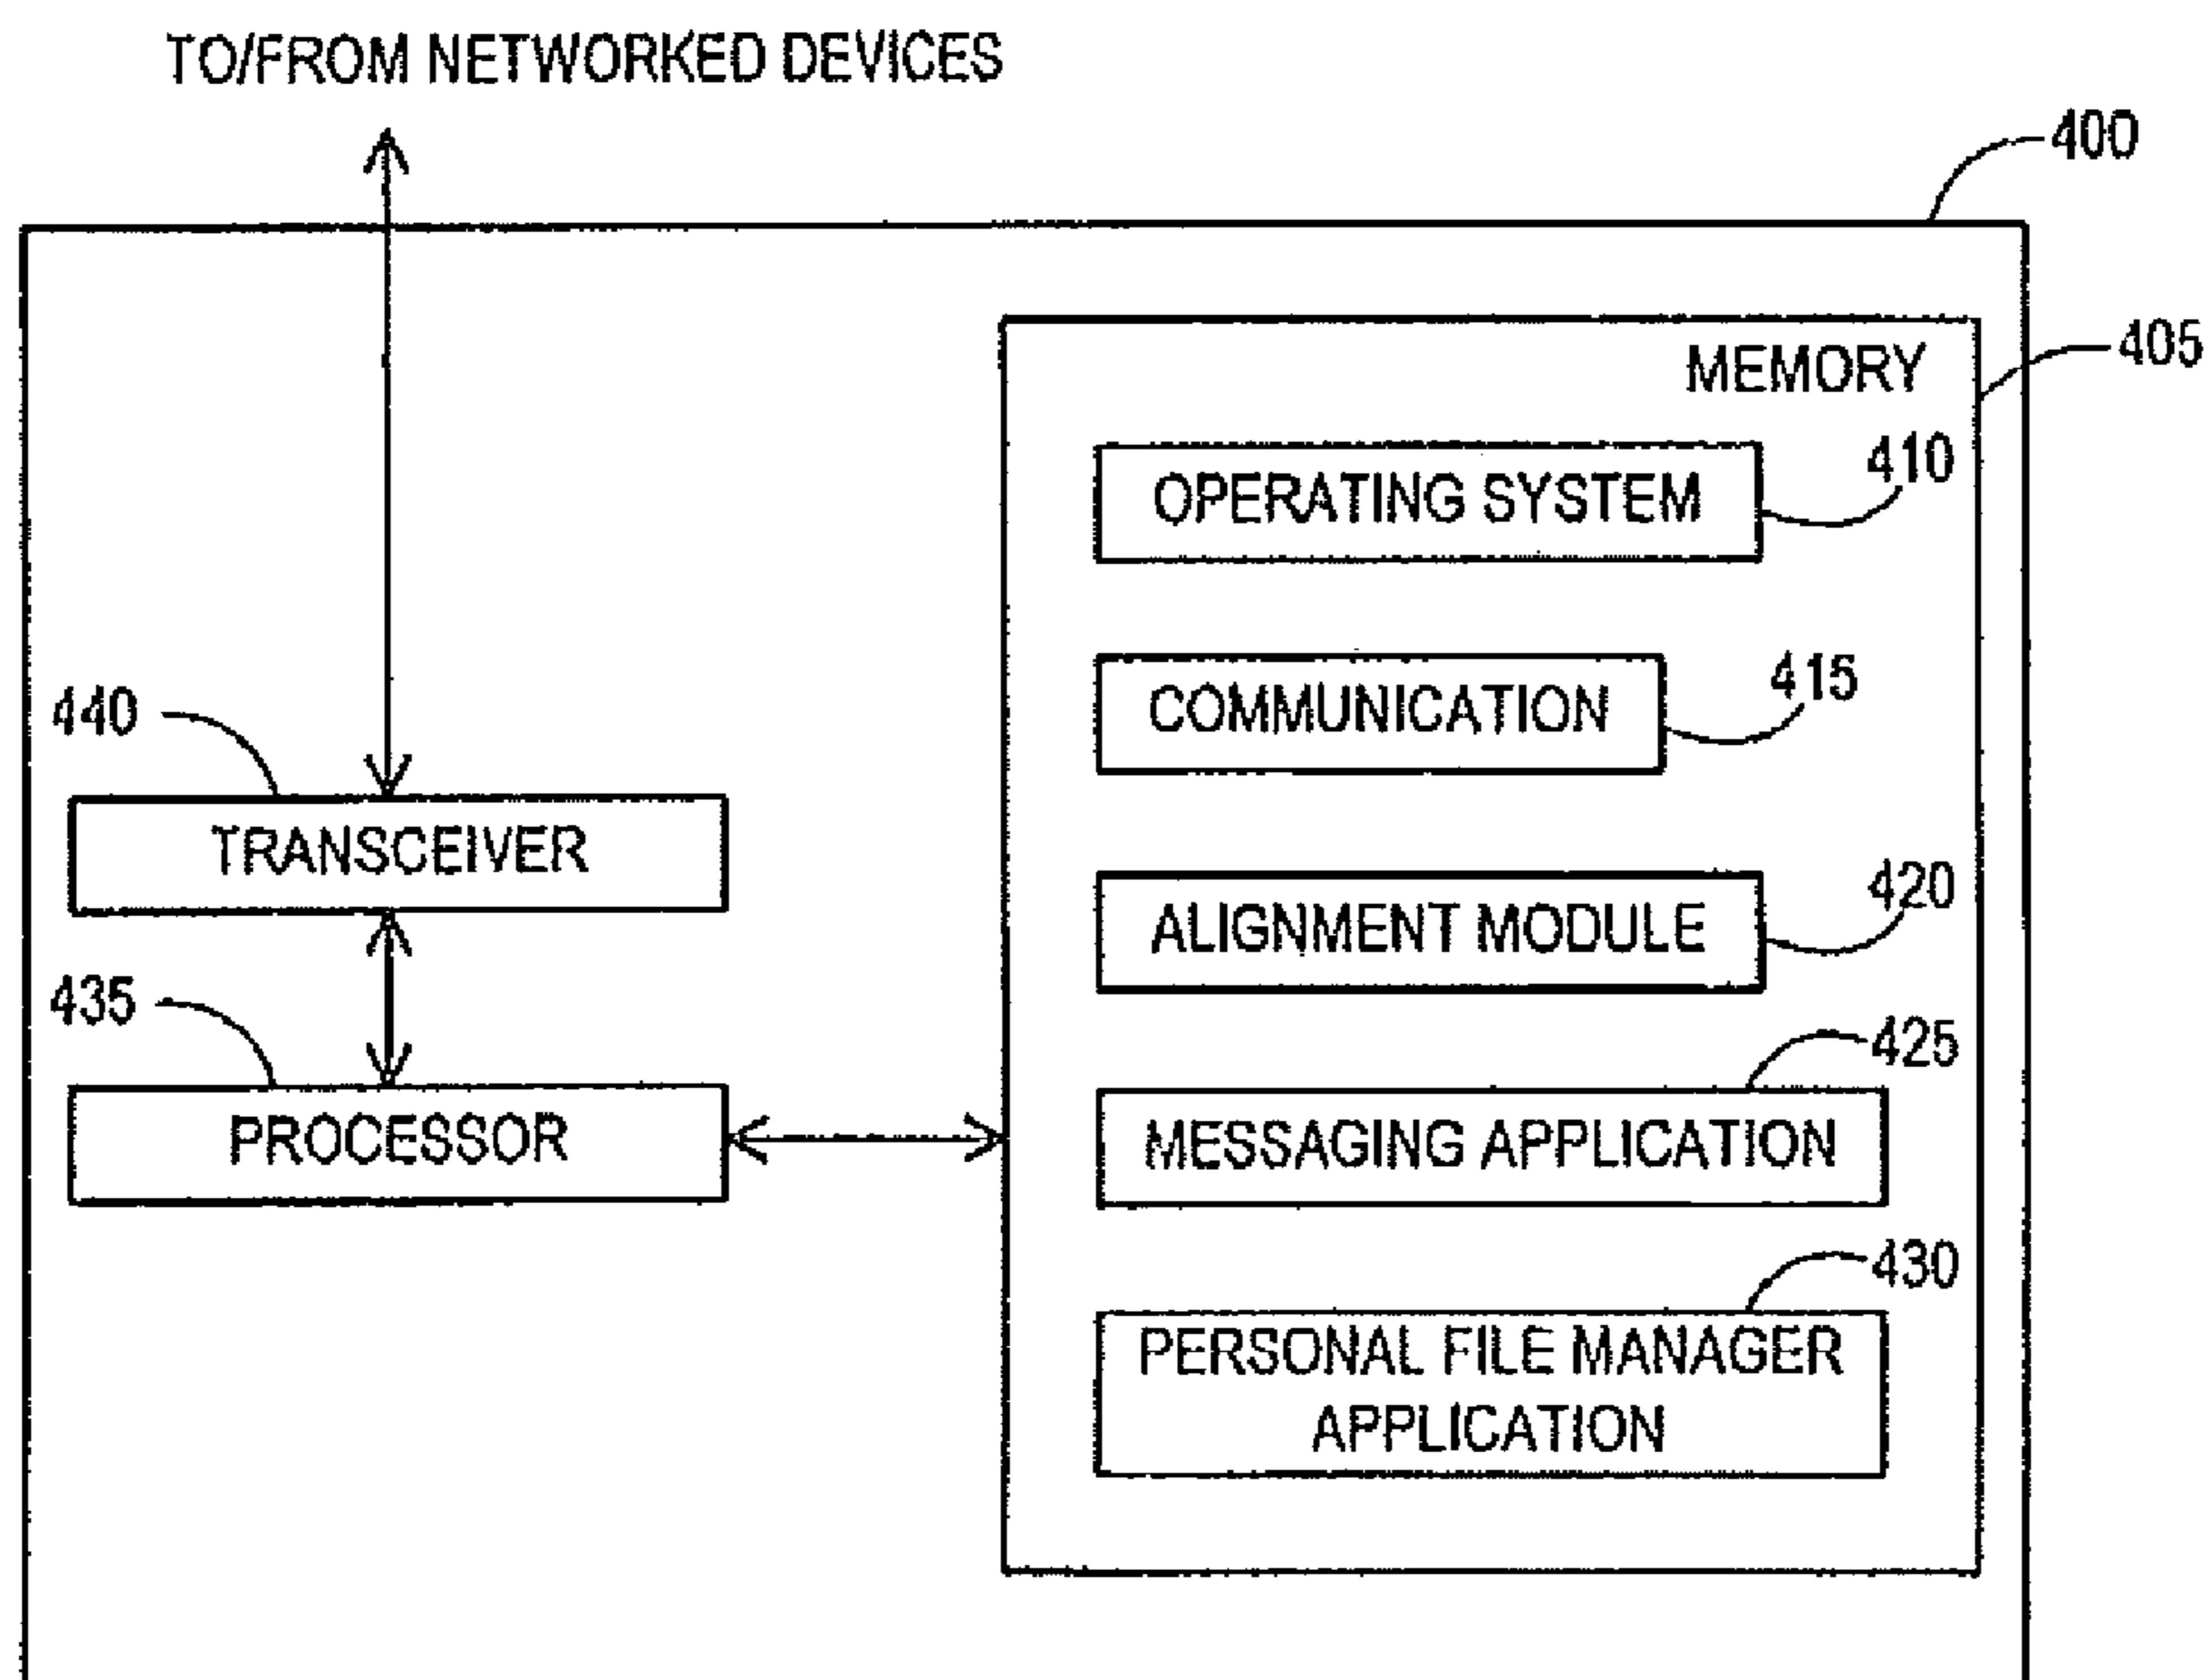 TO/FROM NETWORKED DEVICES
400
MEMORY
405
OPERATING SYSTEM
410
COMMUNICATION
415
440
TRANSCEIVER
ALIGNMENT MODULE
420
435
PROCESSOR
425
MESSAGING APPLICATION
430
PERSONAL FILE MANAGER
APPLICATION